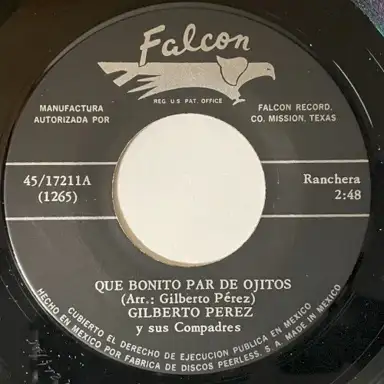 Falcon
REG. U.S. PAT. OFFICE
MANUFACTURA
AUTORIZADA POR
FALCON RECORD.
CO. MISSION, TEXAS
45/17211A
(1265)
Ranchera
2:48
QUE BONITO PAR DE OJITOS
(Arr.: Gilberto Pérez)
GILBERTO PEREZ
y sus Compadres
CUBIERTO EL DERECHO DE EJECUCION PUBLICA EN MEXICO
HECHO EN MEXICO POR FABRICA DE DISCOS PEERLESS, S.A. MADE IN MEXICO